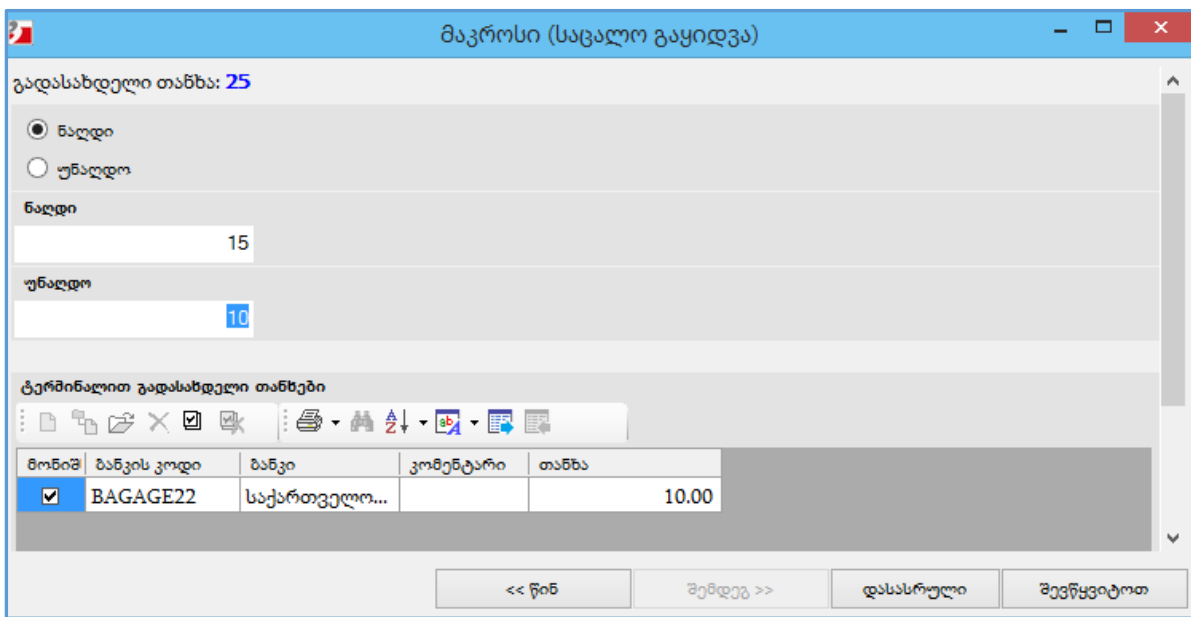 მაკროსი (საცალო გაყიდვა)
გადასახდელი თანხა: 25
ნაღდი
უნაღდო
ნაღდი
15
უნაღდო
10
ტერმინალით გადასახდელი თანხები
მონიშ ბანკის კოდი ბანკი კომენტარი თანხა
BAGAGE22 საქართველო... 10.00
<< წინ შემდეგ >> დასასრული შევწყვიტოთ